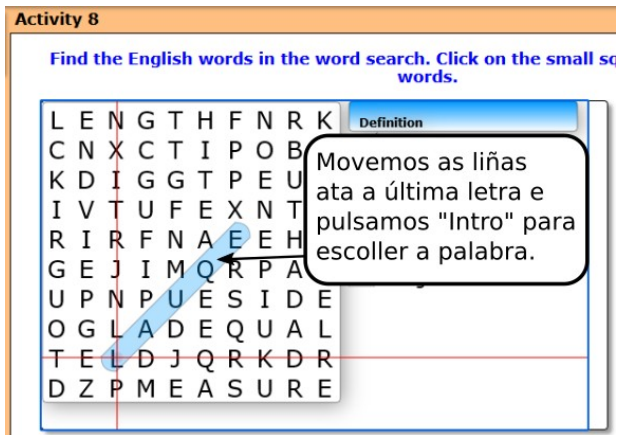 Activity 8
Find the English words in the word search. Click on the small sq
words.
L E N G T H F N R K
Definition
C N X C T I P O B
K D I G G T P E U
I V T U F E X N T
R I R F N A E E H
G E J I M Q R P A
U P N P U E S I D E
O G L A D E Q U A L
T E L D J Q R K D R
D Z P M E A S U R E
Movemos as liñas
ata a última letra e
pulsamos "Intro" para
escoller a palabra.